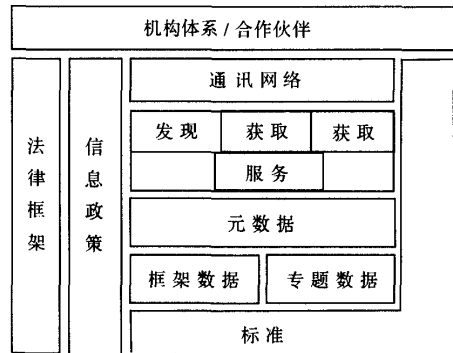 机构体系/合作伙伴
法律框架
信息政策
通讯网络
发现 获取 获取
服务
元数据
框架数据 专题数据
标准